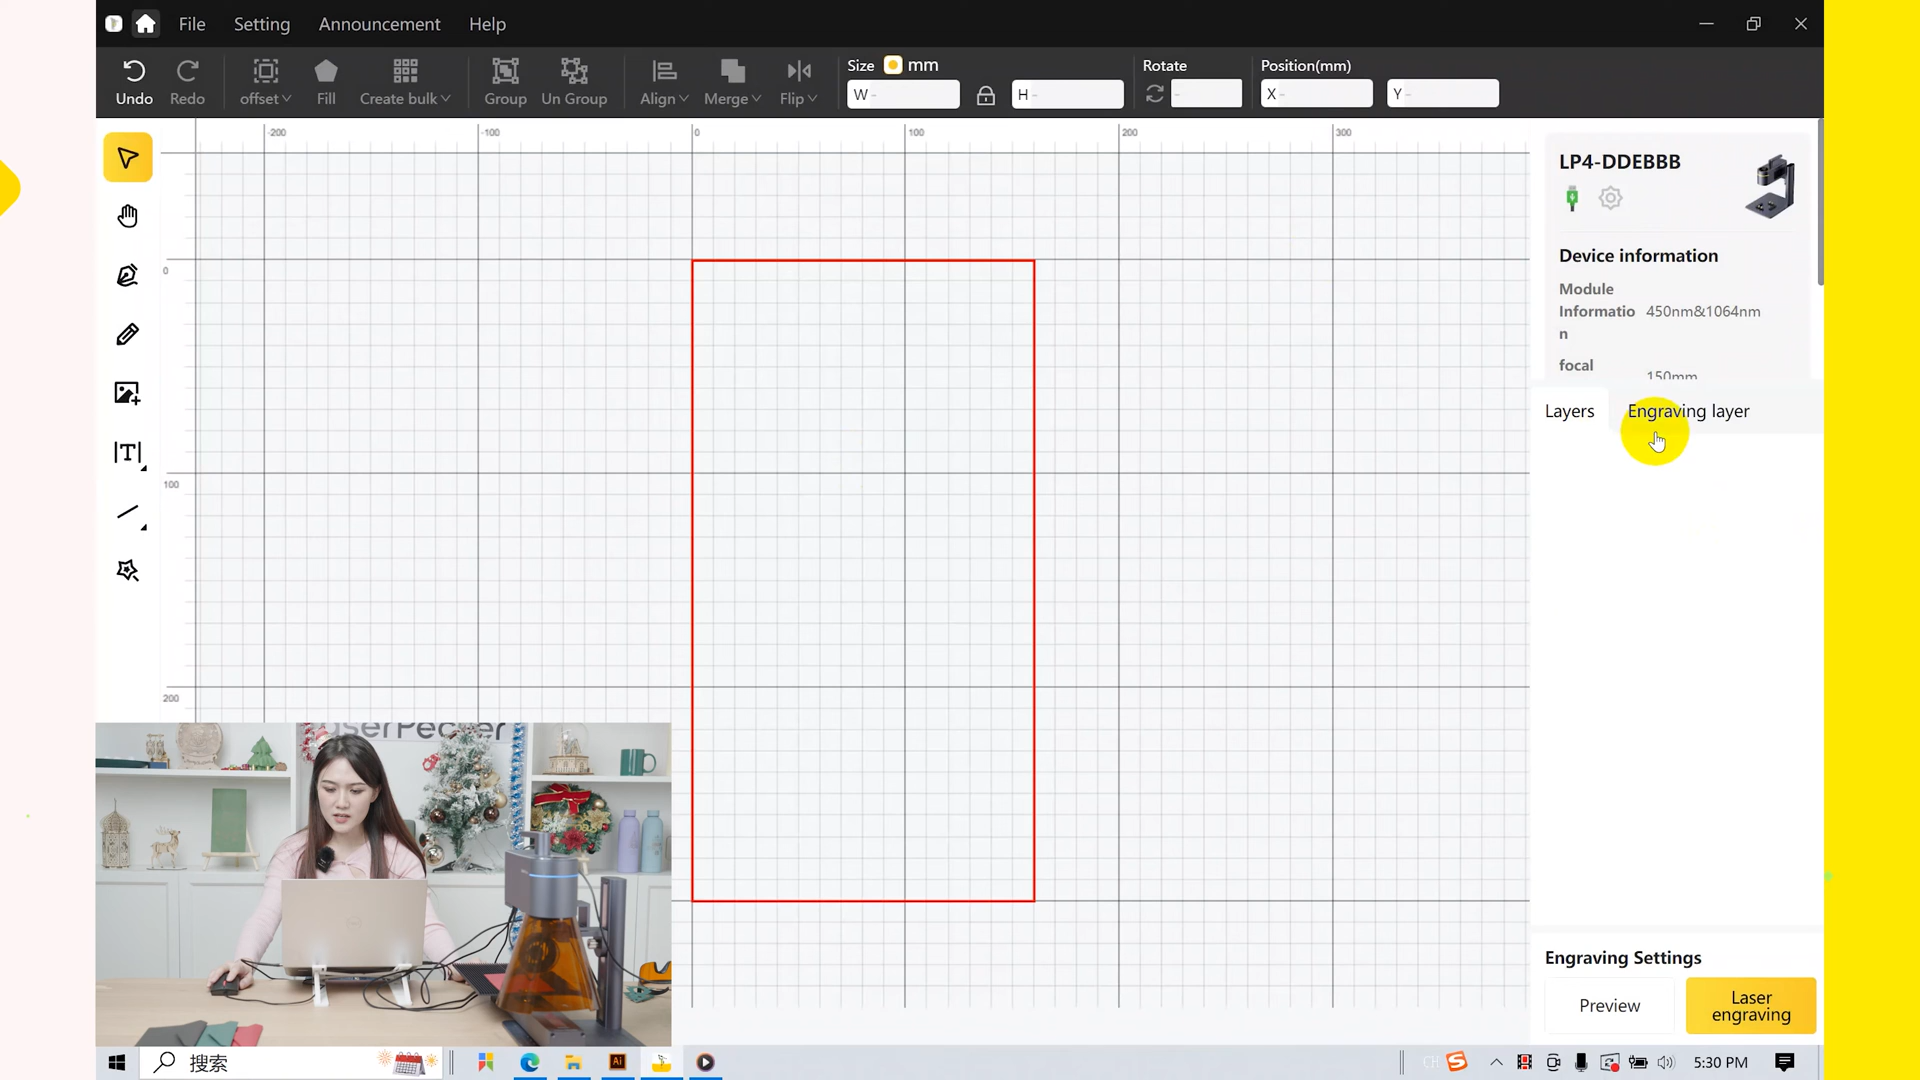 File Setting Announcement Help
Undo Redo offset Fill Create bulk Group Un Group Align Merge Flip
Size mm
W -
H -
Rotate
-
Position(mm)
X -
Y -
-200 -100 0 100 200 300
0
100
200
LP4-DDEBBB
Device information
Module
Informatio
n
450nm&1064nm
focal
150mm
Layers
Engraving layer
Engraving Settings
Preview
Laser
engraving
搜索
CH
5:30 PM